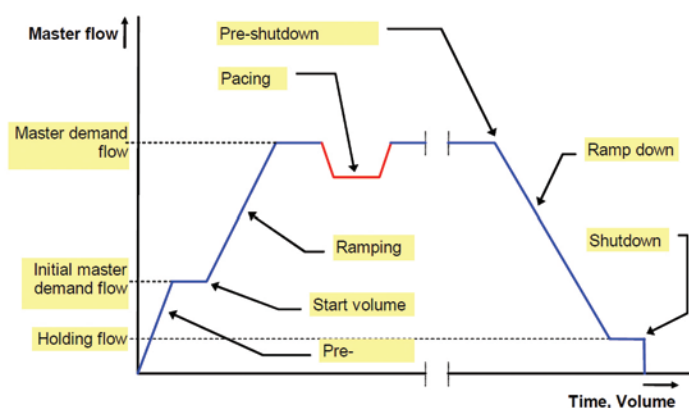 Master flow
Pre-shutdown
Pacing
Master demand
flow
Ramp down
Ramping
Shutdown
Initial master
demand flow
Start volume
Holding flow
Pre-
Time, Volume